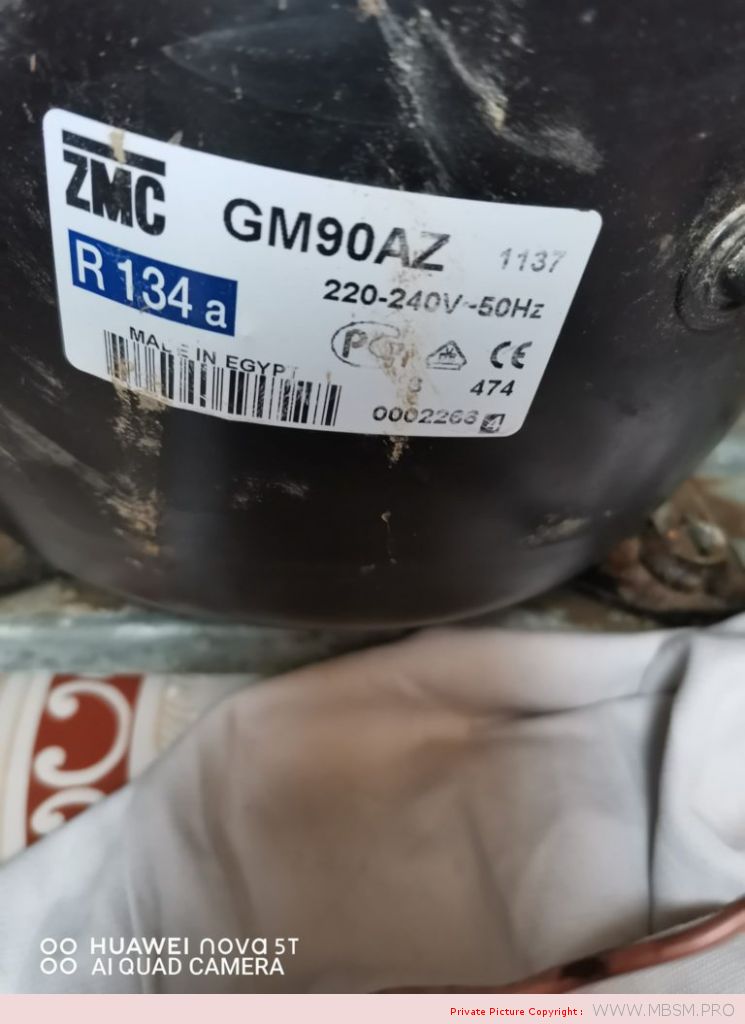 ZMC
GM90AZ 1137
R 134 a
220-240V~50Hz
MADE IN EGYPT
CE
474
0002266 4
HUAWEI nova 5T
AI QUAD CAMERA
Private Picture Copyright : WWW.MBSM.PRO